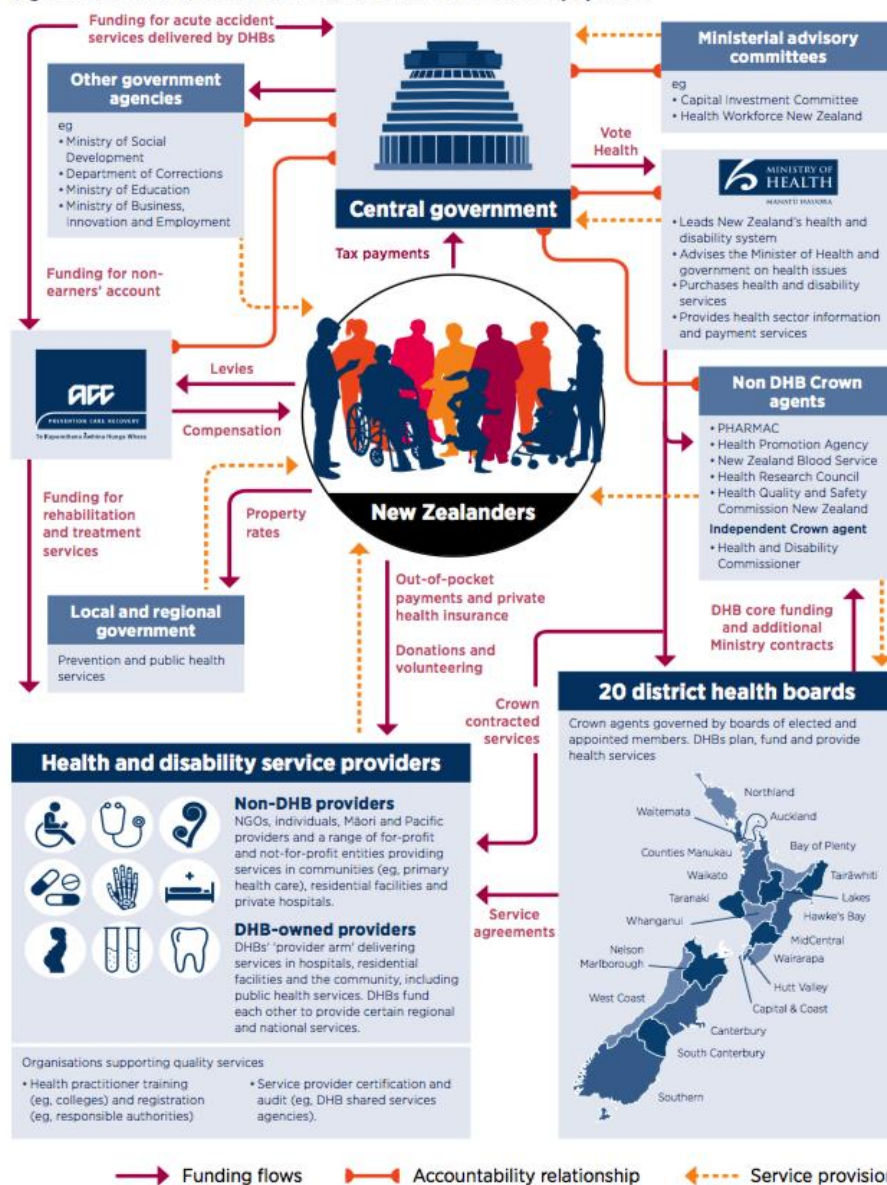 Funding for acute accident
services delivered by DHBs
Other government
agencies
eg
• Ministry of Social
Development
• Department of Corrections
• Ministry of Education
• Ministry of Business,
Innovation and Employment
Central government
Ministerial advisory
committees
eg
• Capital Investment Committee
• Health Workforce New Zealand
Vote
Health
MINISTRY OF
HEALTH
MANATŪ HAUORA
• Leads New Zealand's health and
disability system
• Advises the Minister of Health and
government on health issues
• Purchases health and disability
services
• Provides health sector information
and payment services
Tax payments
Funding for non-
earners' account
acc
PREVENTION CARE RECOVERY
Te Kaporeihana Āwhina Hunga Whara
Levies
Compensation
New Zealanders
Non DHB Crown
agents
• PHARMAC
• Health Promotion Agency
• New Zealand Blood Service
• Health Research Council
• Health Quality and Safety
Commission New Zealand
Independent Crown agent
• Health and Disability
Commissioner
Funding for
rehabilitation
and treatment
services
Property
rates
Local and regional
government
Prevention and public health
services
Out-of-pocket
payments and private
health insurance
Donations and
volunteering
Crown
contracted
services
DHB core funding
and additional
Ministry contracts
Health and disability service providers
Non-DHB providers
NGOs, individuals, Māori and Pacific
providers and a range of for-profit
and not-for-profit entities providing
services in communities (eg, primary
health care), residential facilities and
private hospitals.
DHB-owned providers
DHBs' 'provider arm' delivering
services in hospitals, residential
facilities and the community, including
public health services. DHBs fund
each other to provide certain regional
and national services.
Organisations supporting quality services
• Health practitioner training
(eg, colleges) and registration
(eg, responsible authorities)
• Service provider certification and
audit (eg, DHB shared services
agencies).
Service
agreements
20 district health boards
Crown agents governed by boards of elected and
appointed members. DHBs plan, fund and provide
health services
Northland
Waitemata
Auckland
Counties Manukau
Bay of Plenty
Waikato
Tairāwhiti
Taranaki
Lakes
Whanganui
Hawke's Bay
MidCentral
Nelson
Marlborough
Wairarapa
Hutt Valley
West Coast
Capital & Coast
Canterbury
South Canterbury
Southern
Funding flows
Accountability relationship
Service provision